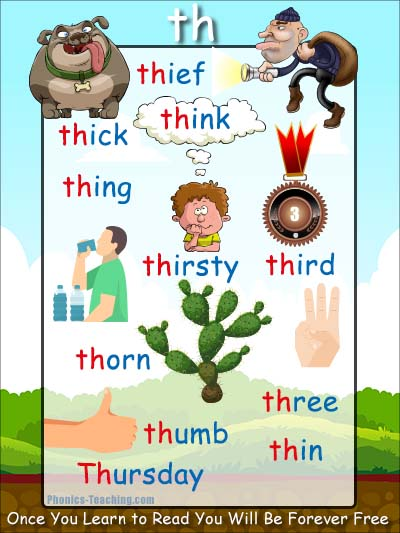 th
thief
think
thick
thing
3
thirsty
third
thorn
three
thumb
thin
Thursday
Phonics-Teaching.com
Once You Learn to Read You Will Be Forever Free